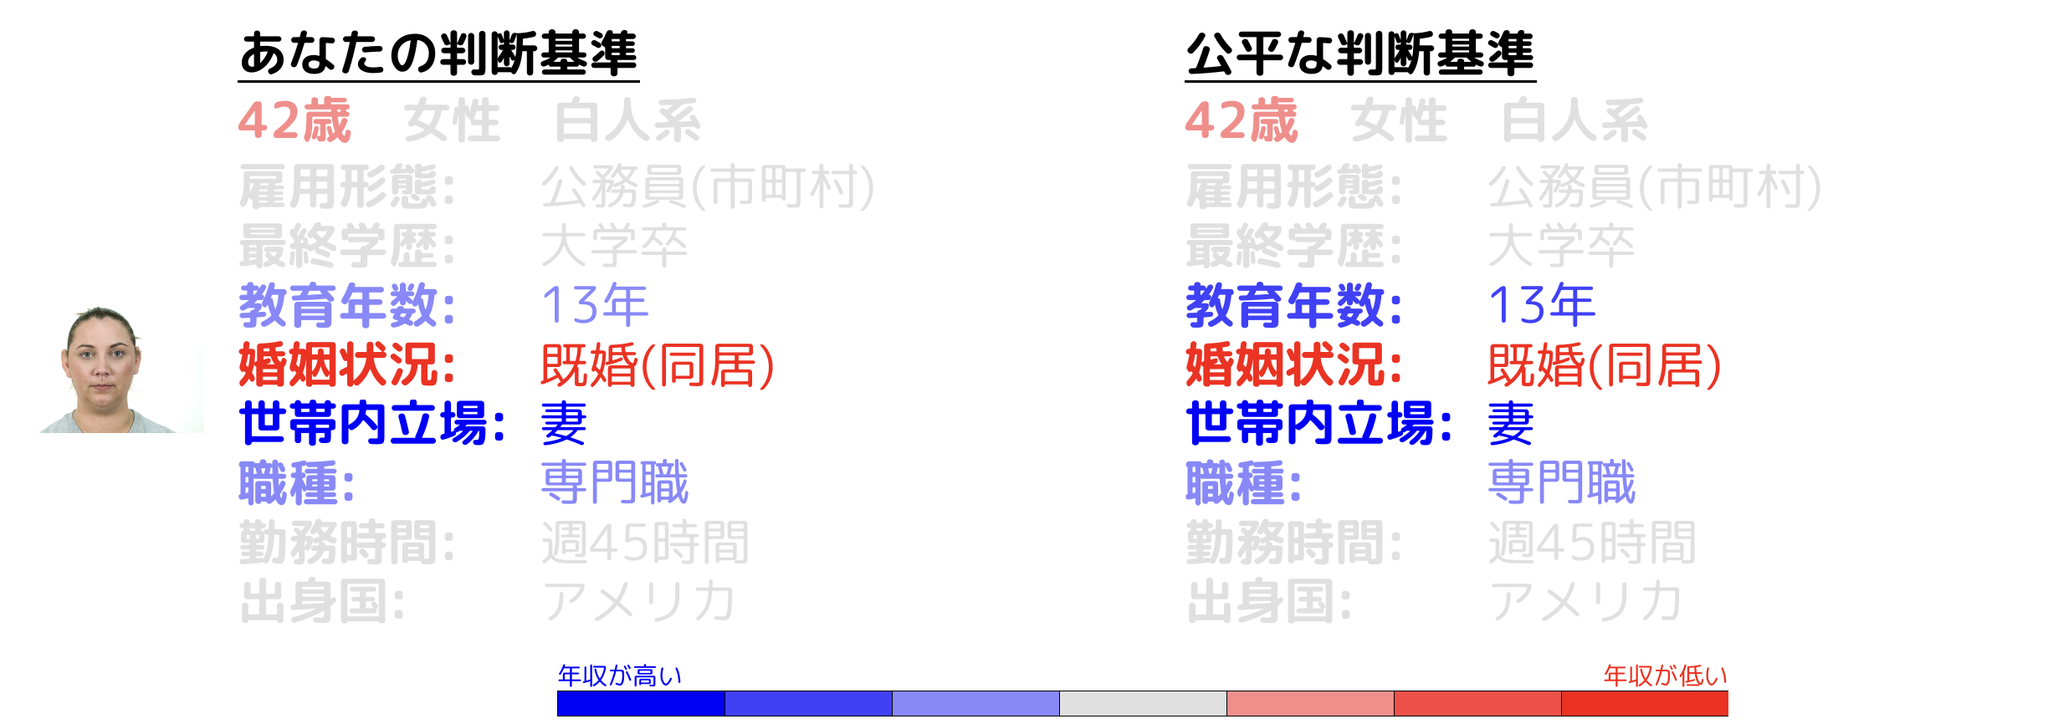 あなたの判断基準
42歳 女性 白人系
雇用形態: 公務員(市町村)
最終学歴: 大学卒
教育年数: 13年
婚姻状況: 既婚(同居)
世帯内立場: 妻
職種: 専門職
勤務時間: 週45時間
出身国: アメリカ
公平な判断基準
42歳 女性 白人系
雇用形態: 公務員(市町村)
最終学歴: 大学卒
教育年数: 13年
婚姻状況: 既婚(同居)
世帯内立場: 妻
職種: 専門職
勤務時間: 週45時間
出身国: アメリカ
年収が高い
年収が低い